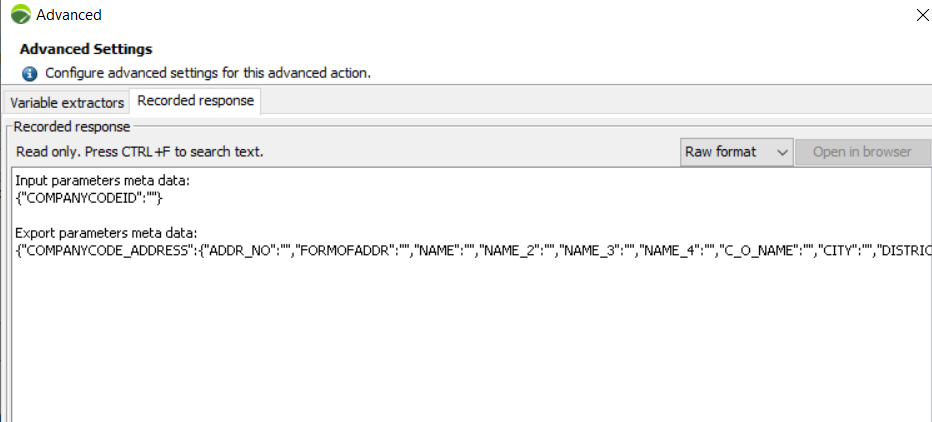 Advanced
Advanced Settings
Configure advanced settings for this advanced action.
Variable extractors
Recorded response
Recorded response
Read only. Press CTRL+F to search text.
Raw format
Open in browser
Input parameters meta data:
{"COMPANYCODEID":""}
Export parameters meta data:
{"COMPANYCODE_ADDRESS":{"ADDR_NO":"","FORMOFADDR":"","NAME":"","NAME_2":"","NAME_3":"","NAME_4":"","C_O_NAME":"","CITY":"","DISTRIC